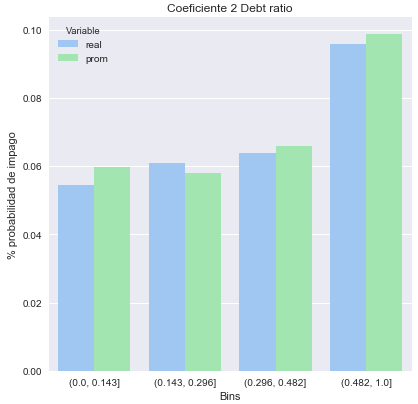 Coeficiente 2 Debt ratio
Variable
real
prom
0.10
0.08
0.06
0.04
0.02
0.00
% probabilidad de impago
(0.0, 0.143]
(0.143, 0.296]
(0.296, 0.482]
(0.482, 1.0]
Bins